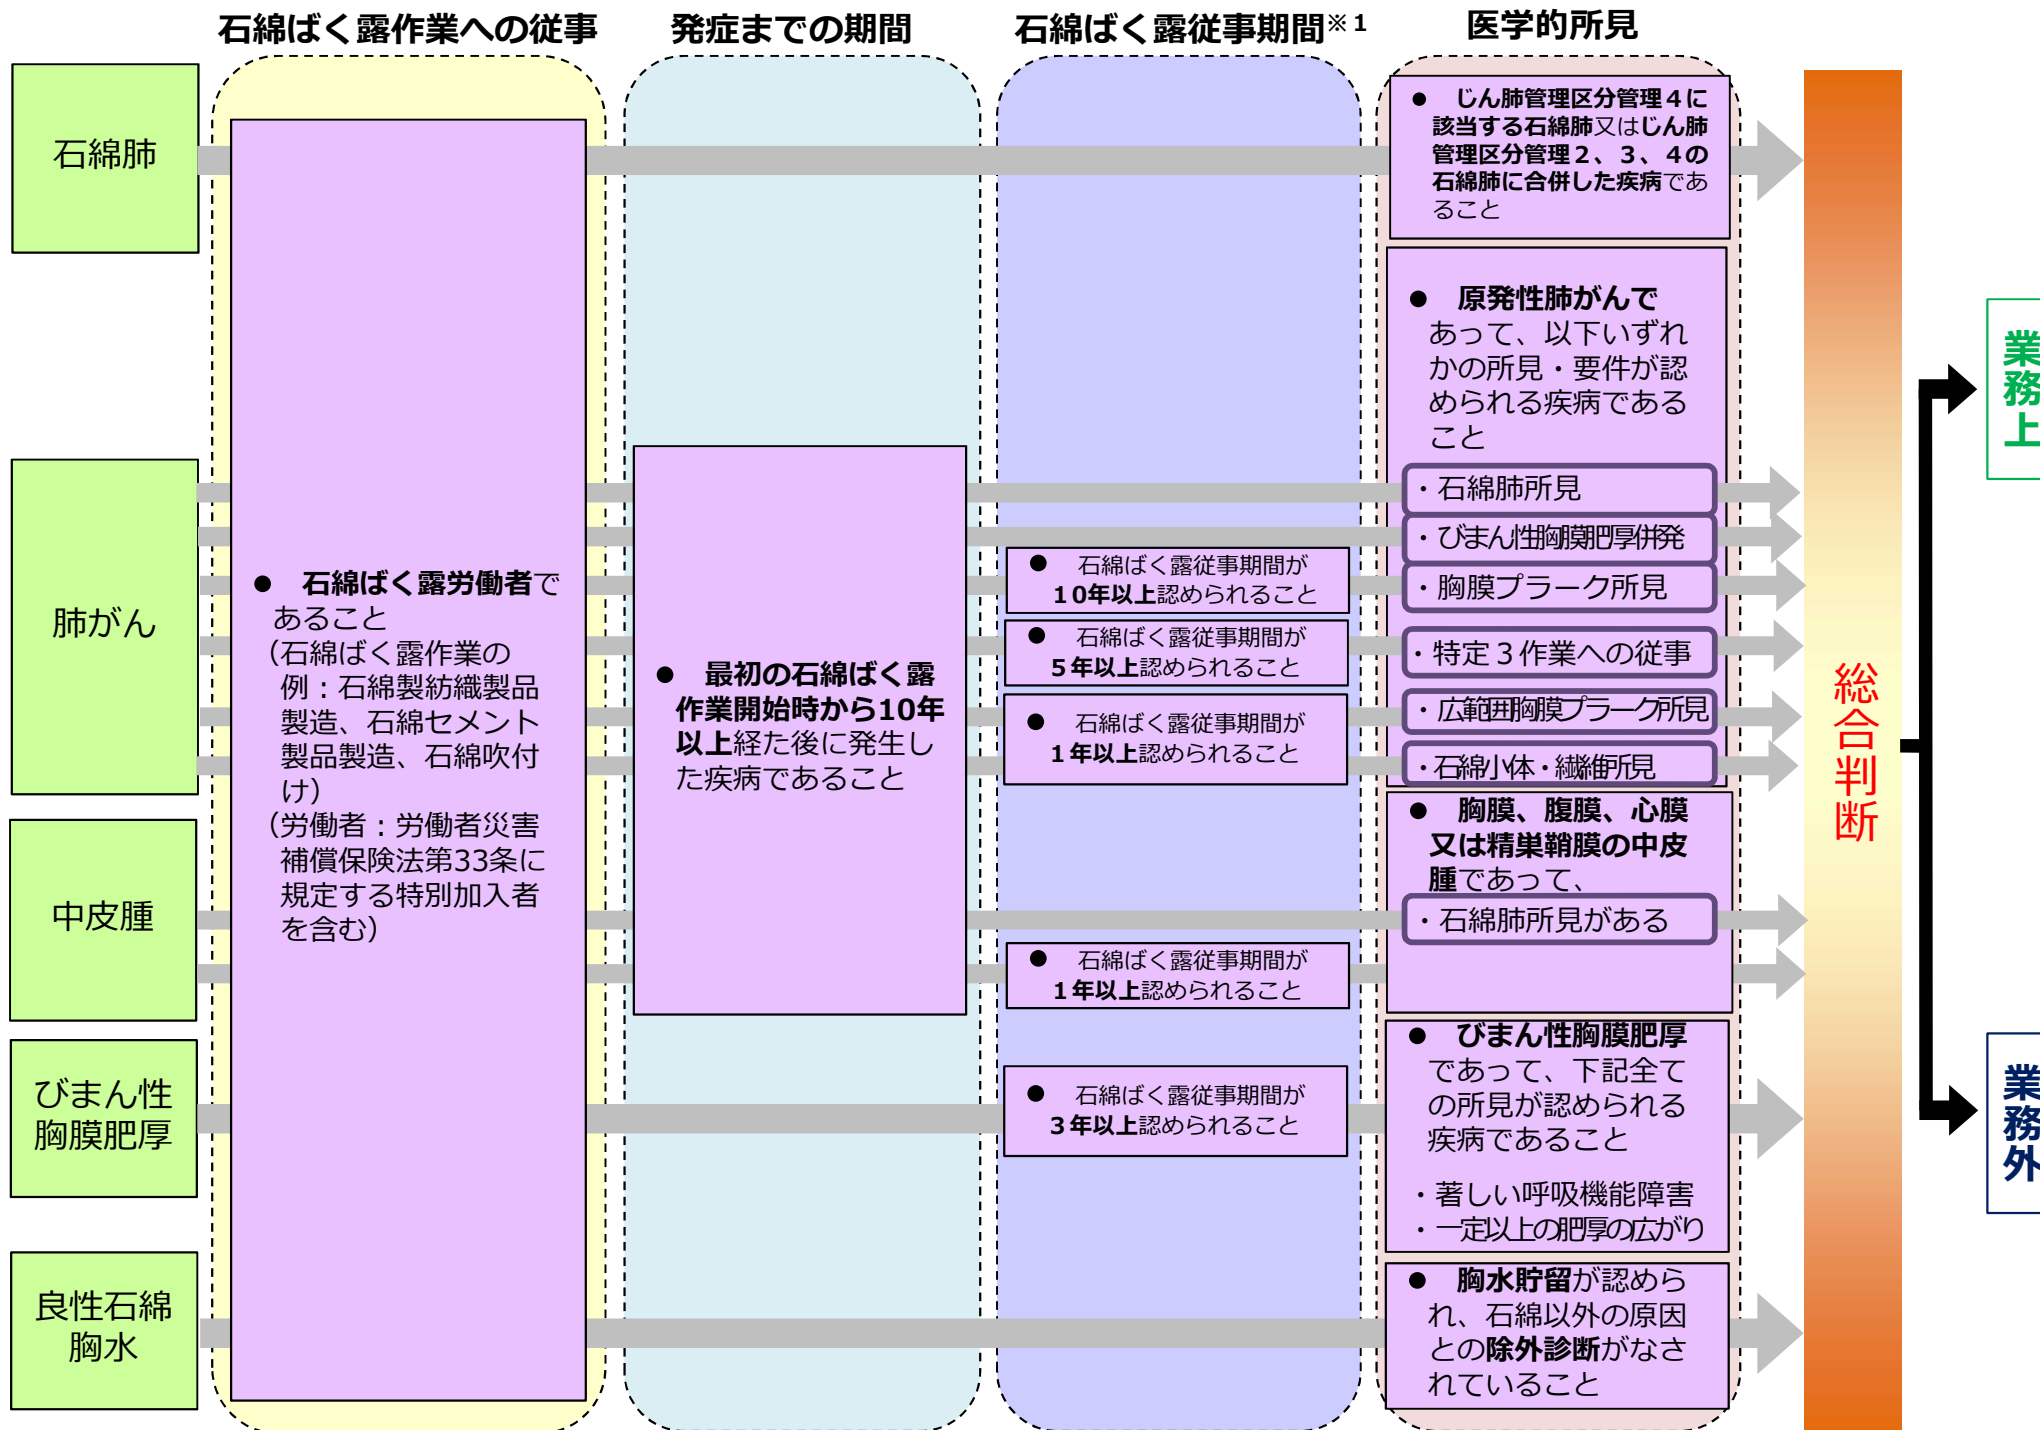 石綿ばく露作業への従事
発症までの期間
石綿ばく露従事期間※1
医学的所見
石綿肺
肺がん
中皮腫
びまん性
胸膜肥厚
良性石綿
胸水
● 石綿ばく露労働者で
あること
（石綿ばく露作業の
例：石綿製紡織製品
製造、石綿セメント
製品製造、石綿吹付
け）
（労働者：労働者災害
補償保険法第33条に
規定する特別加入者
を含む）
● 最初の石綿ばく露
作業開始時から10年
以上経た後に発生し
た疾病であること
● 石綿ばく露従事期間が
10年以上認められること
● 石綿ばく露従事期間が
5年以上認められること
● 石綿ばく露従事期間が
1年以上認められること
● 石綿ばく露従事期間が
1年以上認められること
● 石綿ばく露従事期間が
3年以上認められること
● じん肺管理区分管理４に
該当する石綿肺又はじん肺
管理区分管理２、３、４の
石綿肺に合併した疾病であ
ること
● 原発性肺がんで
あって、以下いずれ
かの所見・要件が認
められる疾病である
こと
・石綿肺所見
・びまん性胸膜肥厚併発
・胸膜プラーク所見
・特定３作業への従事
・広範囲胸膜プラーク所見
・石綿小体・繊維所見
● 胸膜、腹膜、心膜
又は精巣鞘膜の中皮
腫であって、
・石綿肺所見がある
● びまん性胸膜肥厚
であって、下記全て
の所見が認められる
疾病であること
・著しい呼吸機能障害
・一定以上の肥厚の広がり
● 胸水貯留が認めら
れ、石綿以外の原因
との除外診断がなさ
れていること
総合判断
業務上
業務外